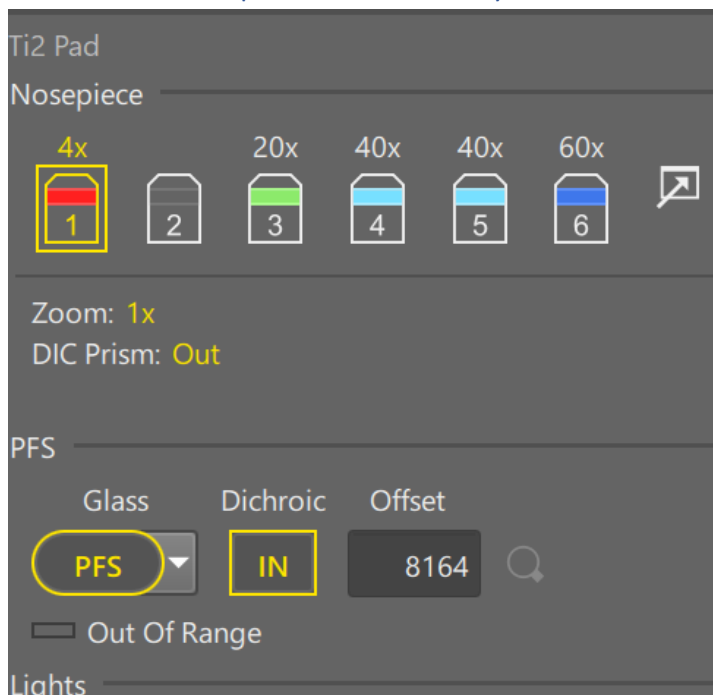 Ti2 Pad
Nosepiece
4x 20x 40x 40x 60x
1 2 3 4 5 6
Zoom: 1x
DIC Prism: Out
PFS
Glass Dichroic Offset
PFS IN 8164
Out Of Range
Lights